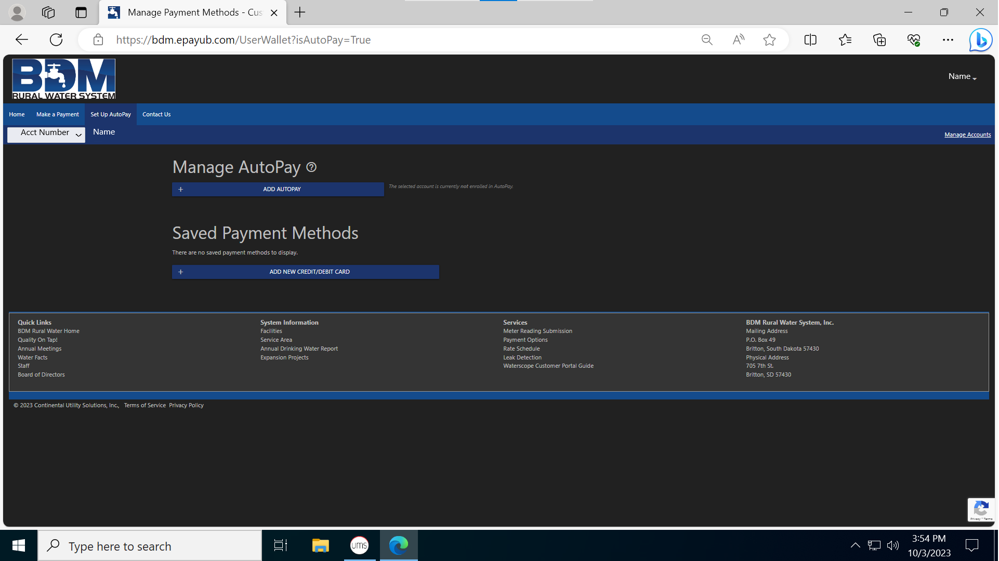 Manage Payment Methods - Cus
https://bdm.epayub.com/UserWallet?isAutoPay=True
BDM
RURAL WATER SYSTEM
Name
Home
Make a Payment
Set Up AutoPay
Contact Us
Acct Number
Name
Manage Accounts
Manage AutoPay
+ ADD AUTOPAY
The selected account is currently not enrolled in AutoPay.
Saved Payment Methods
There are no saved payment methods to display.
+ ADD NEW CREDIT/DEBIT CARD
Quick Links
BDM Rural Water Home
Quality On Tap!
Annual Meetings
Water Facts
Staff
Board of Directors
System Information
Facilities
Service Area
Annual Drinking Water Report
Expansion Projects
Services
Meter Reading Submission
Payment Options
Rate Schedule
Leak Detection
Waterscope Customer Portal Guide
BDM Rural Water System, Inc.
Mailing Address
P.O. Box 49
Britton, South Dakota 57430
Physical Address
705 7th St.
Britton, SD 57430
© 2023 Continental Utility Solutions, Inc., Terms of Service Privacy Policy
Privacy - Terms
Type here to search
ums
3:54 PM
10/3/2023